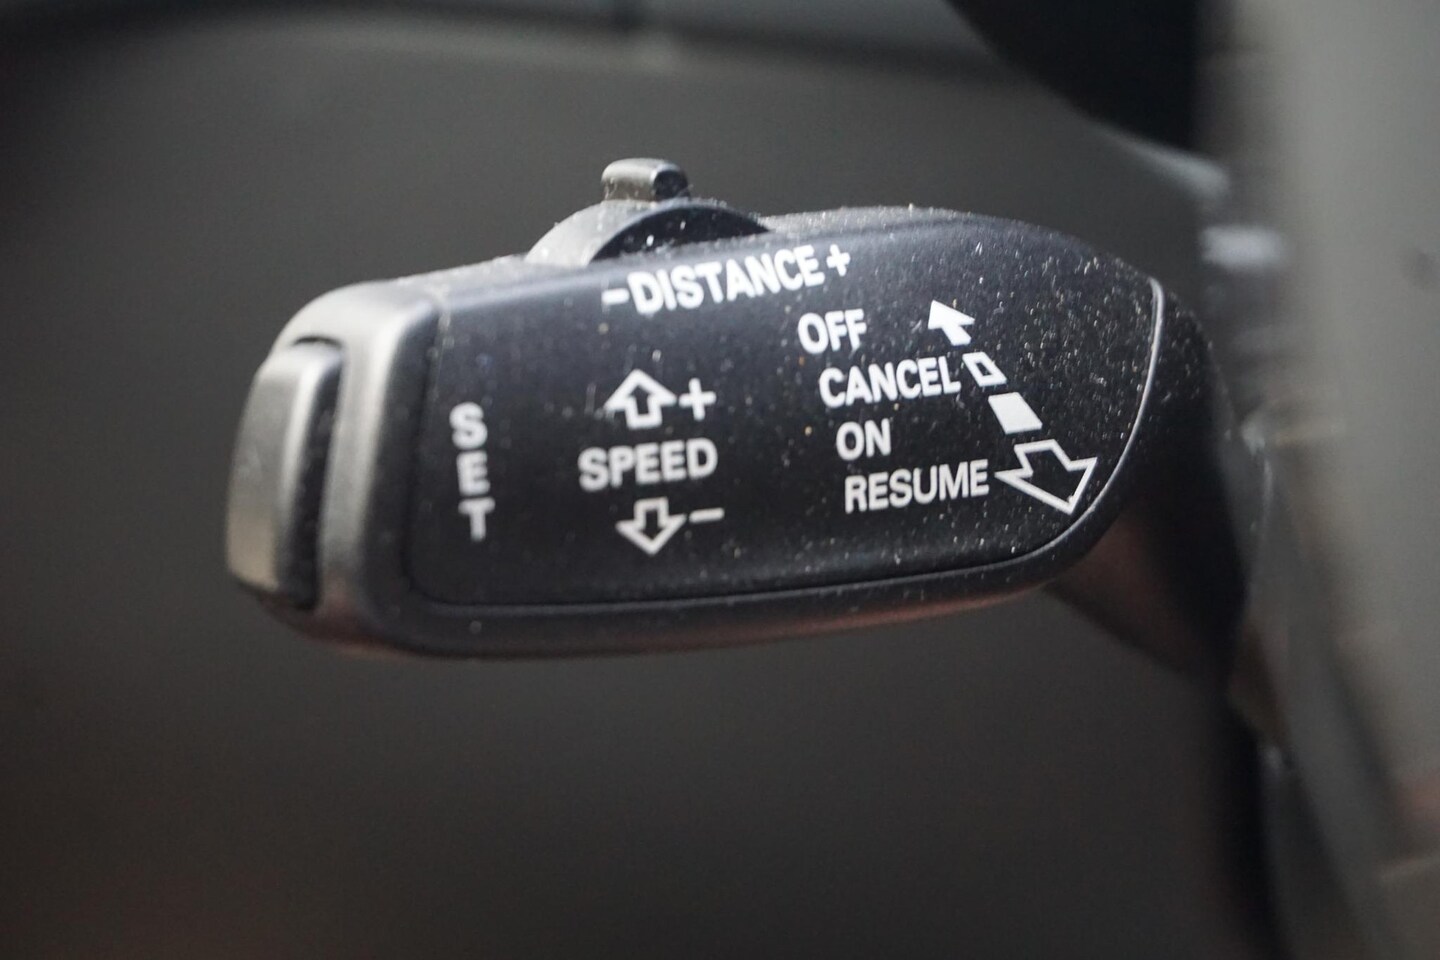 -DISTANCE+
OFF
CANCEL
ON
RESUME
+
SPEED
-
SET